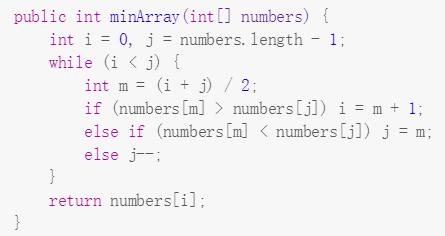 public int minArray(int[] numbers) {
    int i = 0, j = numbers.length - 1;
    while (i < j) {
        int m = (i + j) / 2;
        if (numbers[m] > numbers[j]) i = m + 1;
        else if (numbers[m] < numbers[j]) j = m;
        else j--;
    }
    return numbers[i];
}